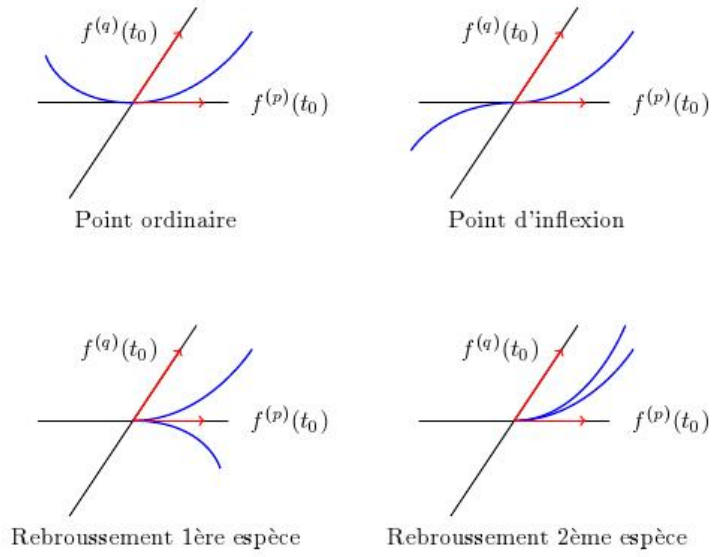 f^{(q)}(t_0) f^{(q)}(t_0)
f^{(p)}(t_0) f^{(p)}(t_0)
Point ordinaire Point d'inflexion
f^{(q)}(t_0) f^{(q)}(t_0)
f^{(p)}(t_0) f^{(p)}(t_0)
Rebroussement 1ère espèce Rebroussement 2ème espèce